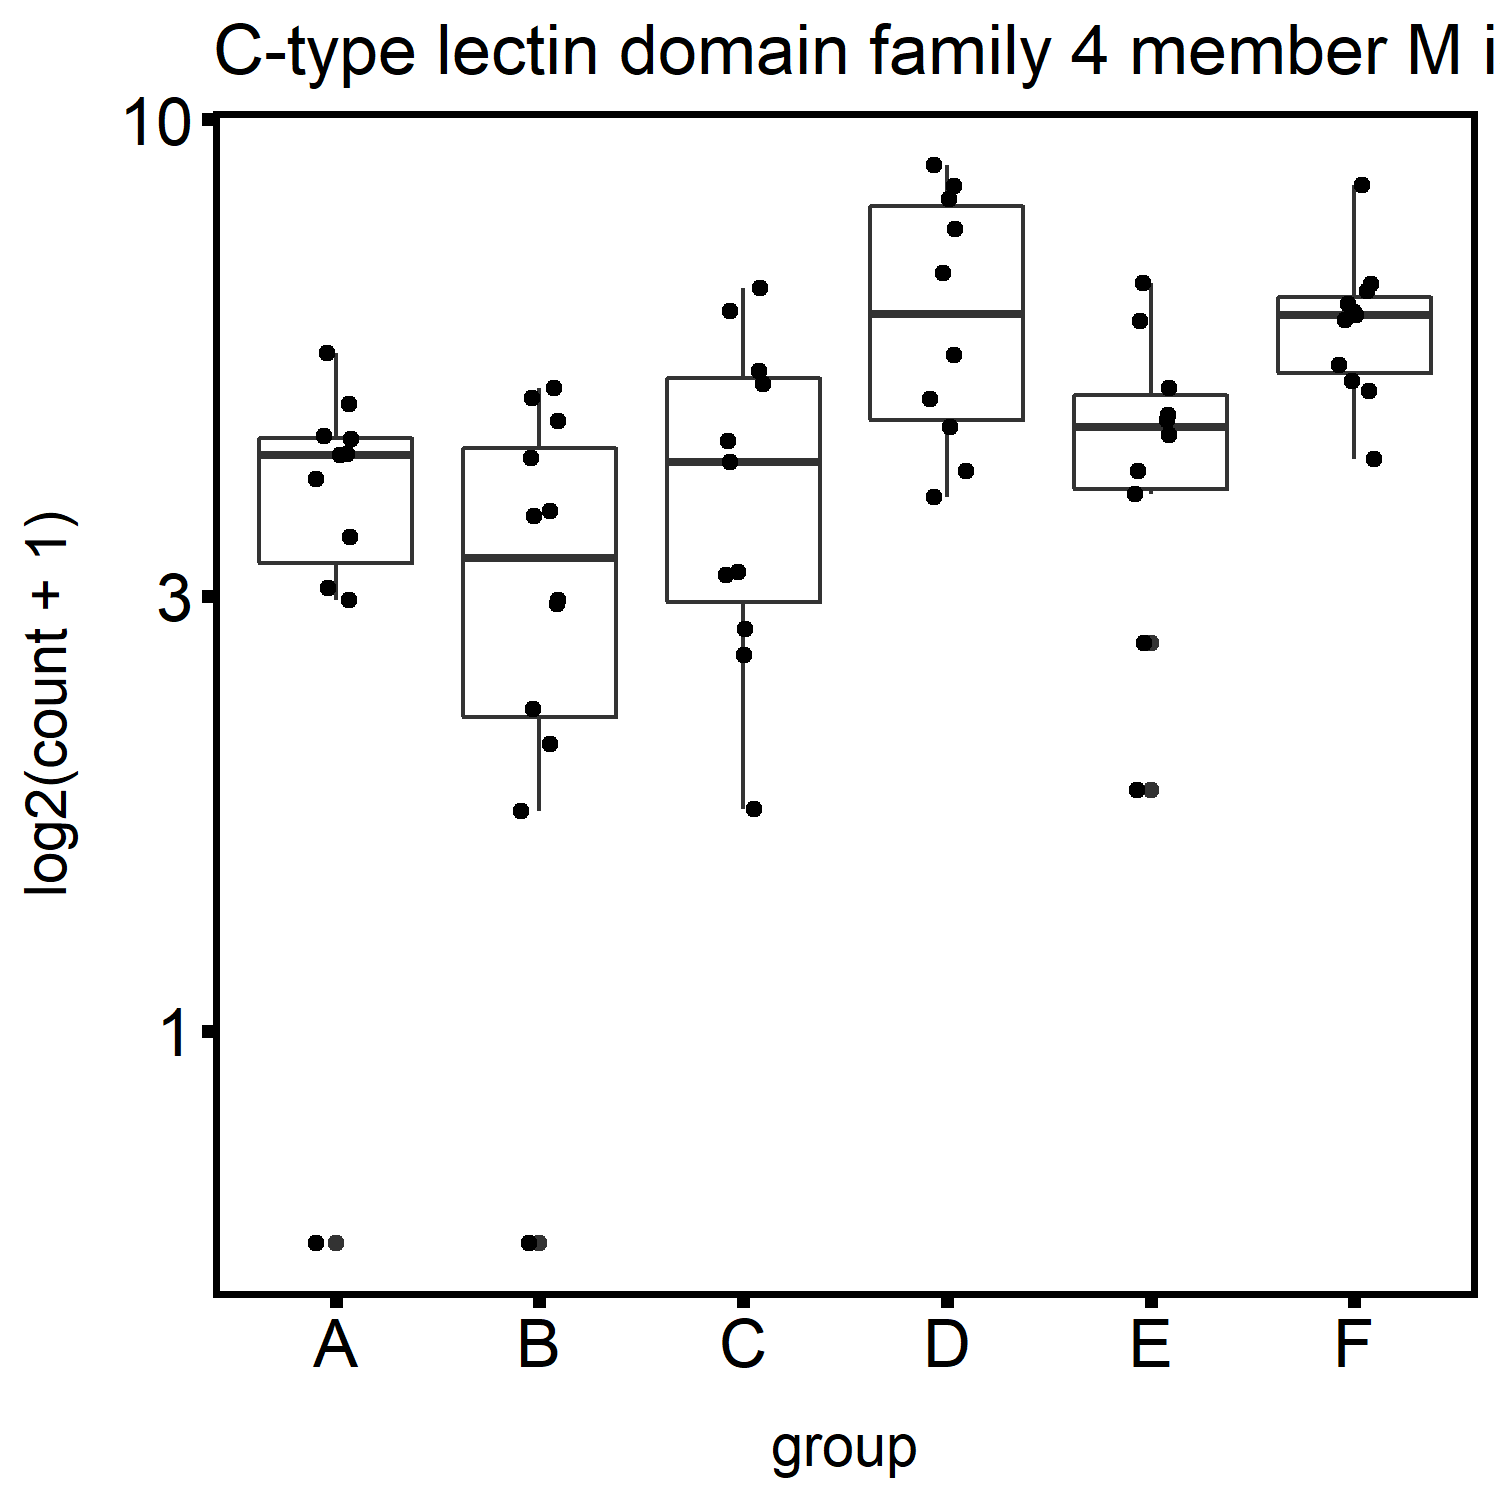 C-type lectin domain family 4 member M i
10
3
1
log2(count + 1)
A B C D E F
group